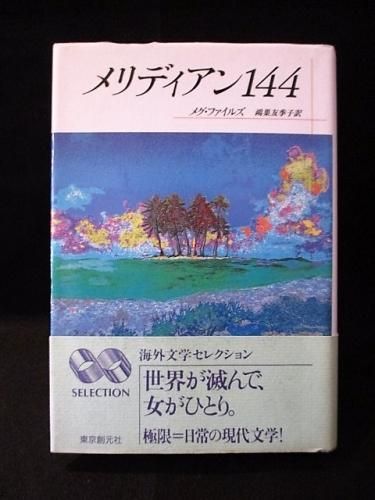 メリディアン144
メグ・ファイルズ 鴻巣友季子訳
海外文学セレクション
SELECTION
世界が滅んで、
女がひとり。
極限=日常の現代文学!
東京創元社